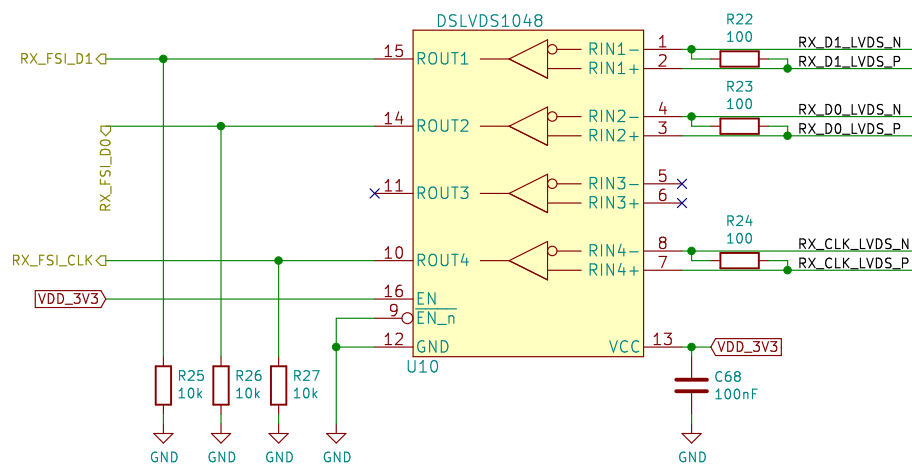 DSLVDS1048
R22
100
RX_FSI_D1
15
ROUT1
RIN1-
1
RX_D1_LVDS_N
RIN1+
2
RX_D1_LVDS_P
R23
100
RX_FSI_D0
14
ROUT2
RIN2-
4
RX_D0_LVDS_N
RIN2+
3
RX_D0_LVDS_P
11
ROUT3
RIN3-
5
RIN3+
6
R24
100
RX_FSI_CLK
10
ROUT4
RIN4-
8
RX_CLK_LVDS_N
RIN4+
7
RX_CLK_LVDS_P
VDD_3V3
16
EN
9
EN_n
12
GND
VCC
13
VDD_3V3
U10
R25
10k
R26
10k
R27
10k
C68
100nF
GND
GND
GND
GND
GND